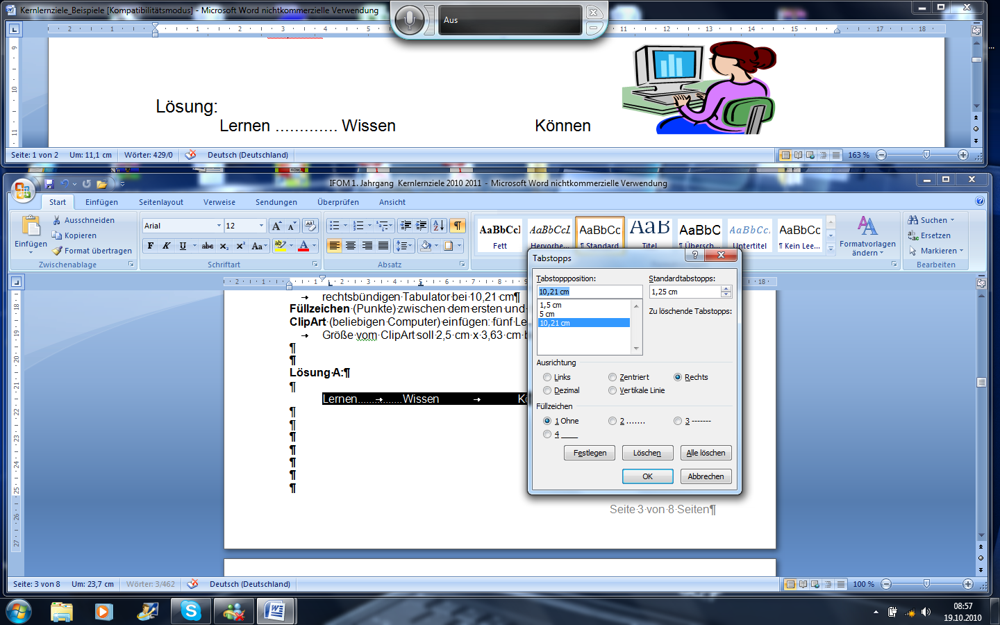 Kernlernziele_Beispiele [Kompatibilitätsmodus] - Microsoft Word nichtkommerzielle Verwendung
Aus
Lösung:
Lernen ............. Wissen Können
Seite: 1 von 2 Um: 11,1 cm Wörter: 429/0 Deutsch (Deutschland) 163 %
IFOM 1. Jahrgang Kernlernziele 2010 2011 - Microsoft Word nichtkommerzielle Verwendung
Start Einfügen Seitenlayout Verweise Sendungen Überprüfen Ansicht
Einfügen
Ausschneiden
Kopieren
Format übertragen
Zwischenablage
Arial 12
F K U abc x₂ x² Aa
Schriftart
Absatz
AaBbCcI AaBbCcL AaBbCc AaB AaBbC AaBbCc. AaBbCc
Fett Hervorhe... ¶ Standard Titel ¶ Übersch... Untertitel ¶ Kein Lee...
Formatvorlagen
ändern
Suchen
Ersetzen
Markieren
Bearbeiten
→ rechtsbündigen Tabulator bei 10,21 cm¶
Füllzeichen (Punkte) zwischen dem ersten und
ClipArt (beliebigen Computer) einfügen: fünf Le
→ Größe vom ClipArt soll 2,5 cm x 3,63 cm b
¶
¶
Lösung A:¶
¶
Lernen......→.......Wissen → Kö
¶
¶
¶
¶
¶
¶
¶
Seite 3 von 8 Seiten¶
Tabstopps
Tabstoppposition: Standardtabstopps:
10,21 cm 1,25 cm
1,5 cm
5 cm
10,21 cm
Zu löschende Tabstopps:
Ausrichtung
Links Zentriert Rechts
Dezimal Vertikale Linie
Füllzeichen
1 Ohne 2 ....... 3 -------
4 ____
Festlegen Löschen Alle löschen
OK Abbrechen
Seite: 3 von 8 Um: 23,7 cm Wörter: 3/462 Deutsch (Deutschland) 100 %
08:57
19.10.2010